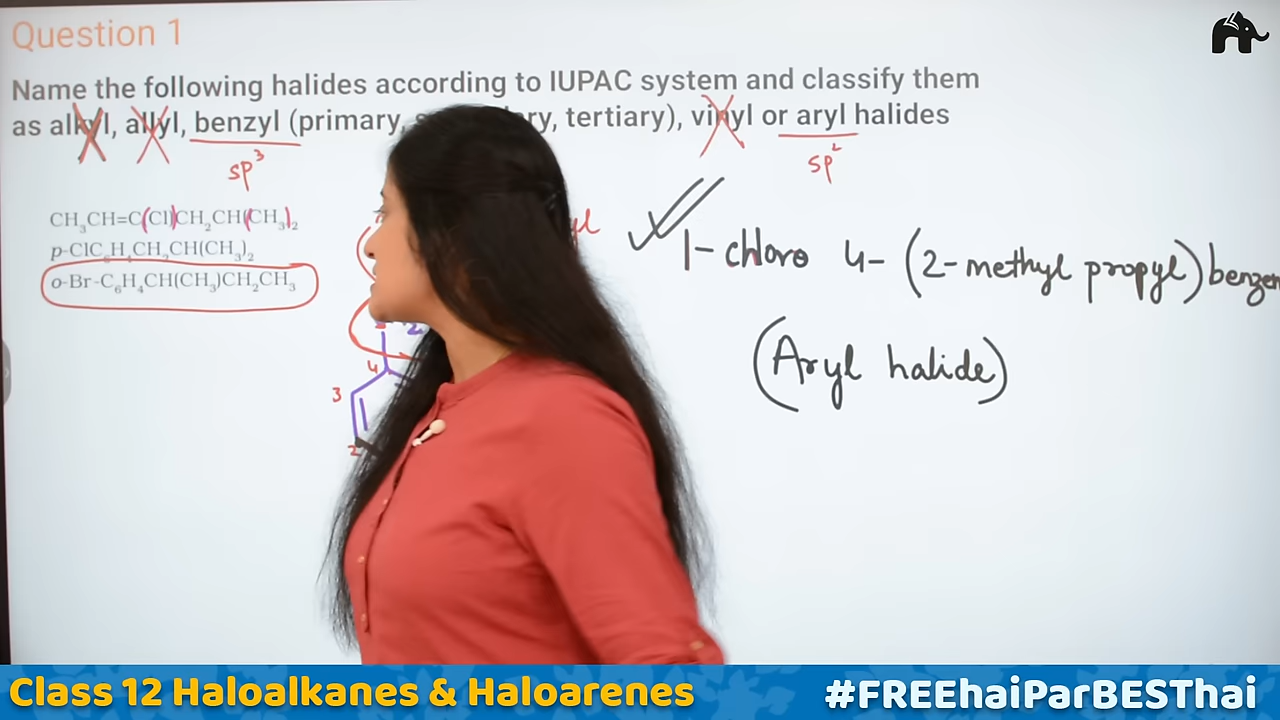 Question 1
Name the following halides according to IUPAC system and classify them
as alkyl, allyl, benzyl (primary, tertiary), vinyl or aryl halides
sp³
sp²
CH₃CH=C(Cl)CH₂CH(CH₃)₂
p-ClC₆H₄CH₂CH(CH₃)₂
o-Br-C₆H₄CH(CH₃)CH₂CH₃
1-chloro 4-(2-methyl propyl)benzen
(Aryl halide)
4
3
2
Class 12 Haloalkanes & Haloarenes
#FREEhaiParBESThai